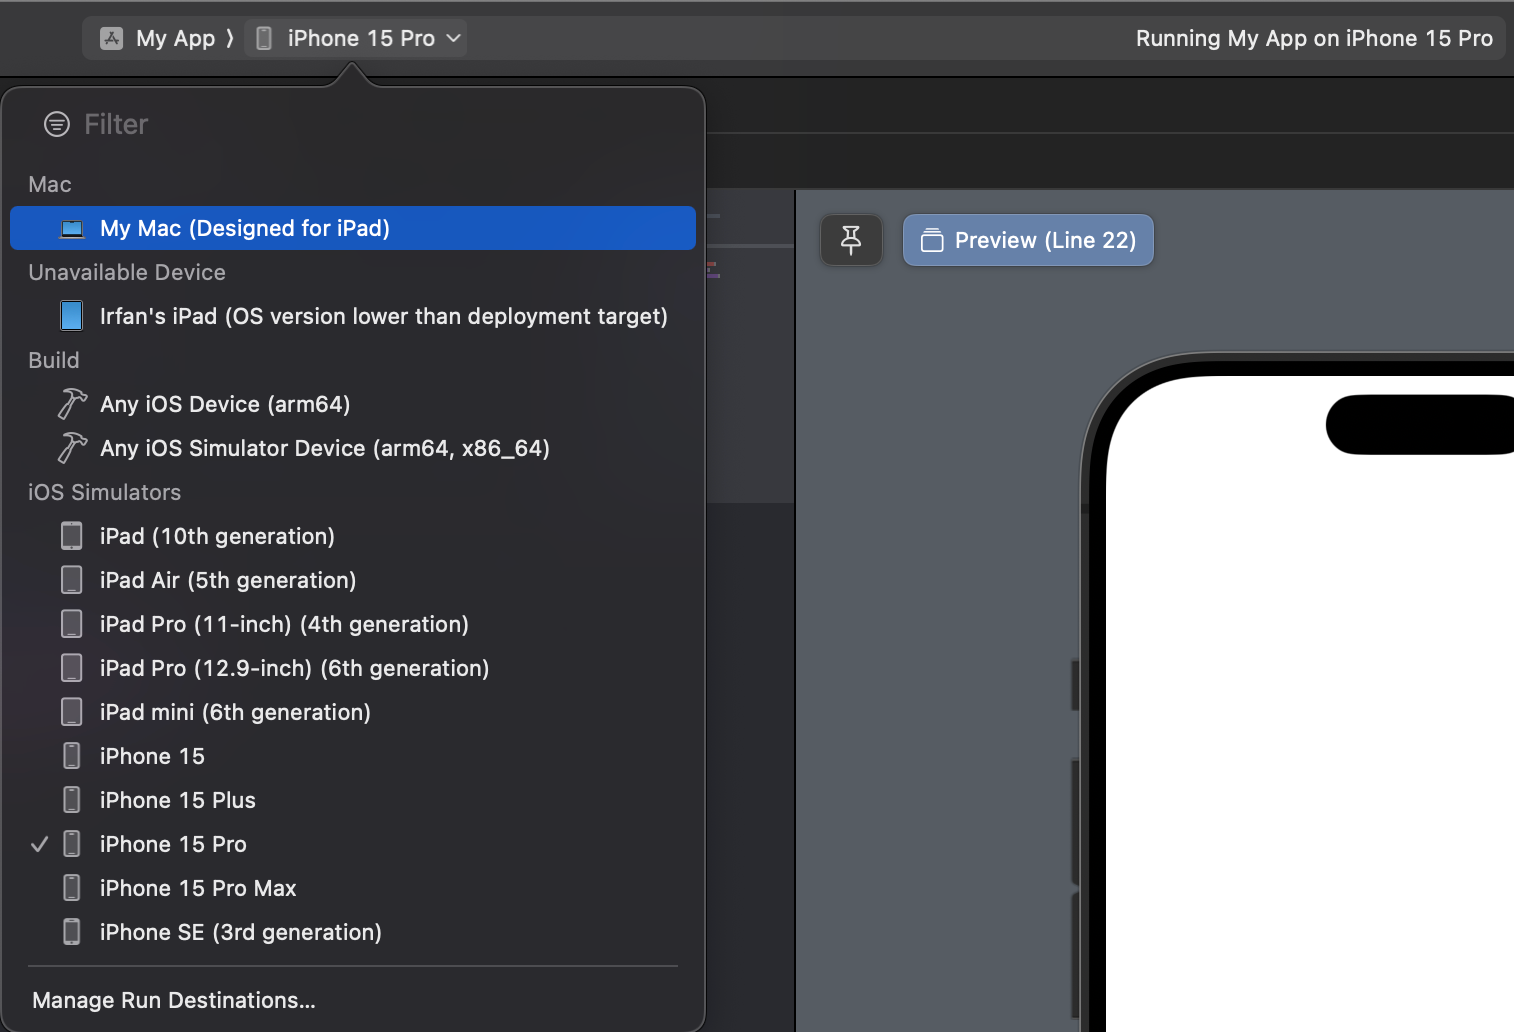 My App ⟩ iPhone 15 Pro
Running My App on iPhone 15 Pro
Filter
Mac
My Mac (Designed for iPad)
Unavailable Device
Irfan's iPad (OS version lower than deployment target)
Build
Any iOS Device (arm64)
Any iOS Simulator Device (arm64, x86_64)
iOS Simulators
iPad (10th generation)
iPad Air (5th generation)
iPad Pro (11-inch) (4th generation)
iPad Pro (12.9-inch) (6th generation)
iPad mini (6th generation)
iPhone 15
iPhone 15 Plus
iPhone 15 Pro
iPhone 15 Pro Max
iPhone SE (3rd generation)
Manage Run Destinations...
Preview (Line 22)